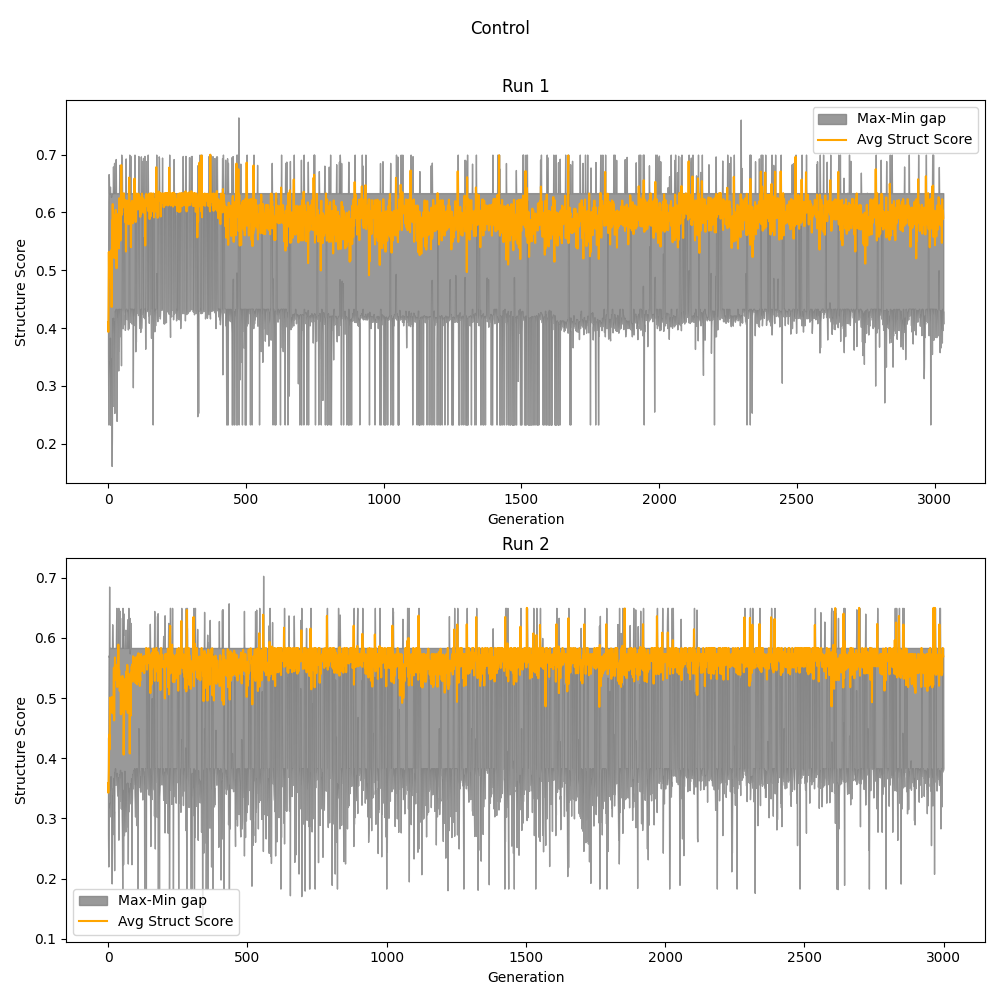 Control
Run 1
Max-Min gap
Avg Struct Score
Structure Score
0.7
0.6
0.5
0.4
0.3
0.2
0 500 1000 1500 2000 2500 3000
Generation
Run 2
Structure Score
0.7
0.6
0.5
0.4
0.3
0.2
0.1
Max-Min gap
Avg Struct Score
0 500 1000 1500 2000 2500 3000
Generation